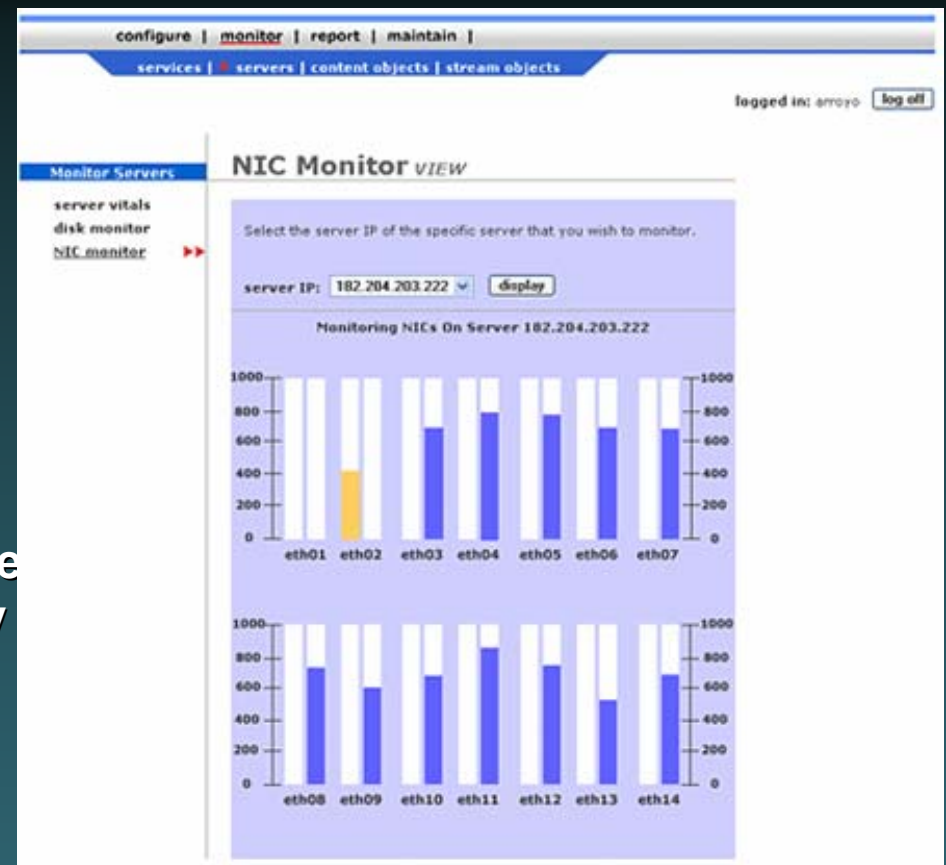 configure | monitor | report | maintain |
services | servers | content objects | stream objects
logged in: arroyo log off
Monitor Servers
server vitals
disk monitor
NIC monitor
NIC Monitor VIEW
Select the server IP of the specific server that you wish to monitor.
server IP: 182.204.203.222 display
Monitoring NICs On Server 182.204.203.222
1000 1000
800 800
600 600
400 400
200 200
0 0
eth01 eth02 eth03 eth04 eth05 eth06 eth07
1000 1000
800 800
600 600
400 400
200 200
0 0
eth08 eth09 eth10 eth11 eth12 eth13 eth14